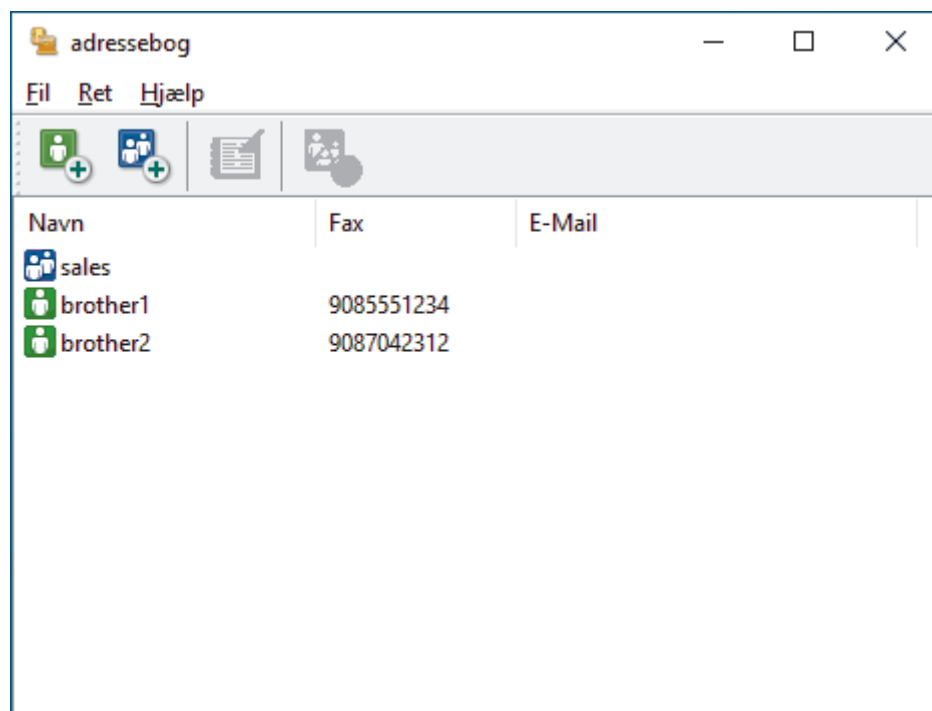 adressebog
Fil Ret Hjælp
Navn Fax E-Mail
sales
brother1 9085551234
brother2 9087042312